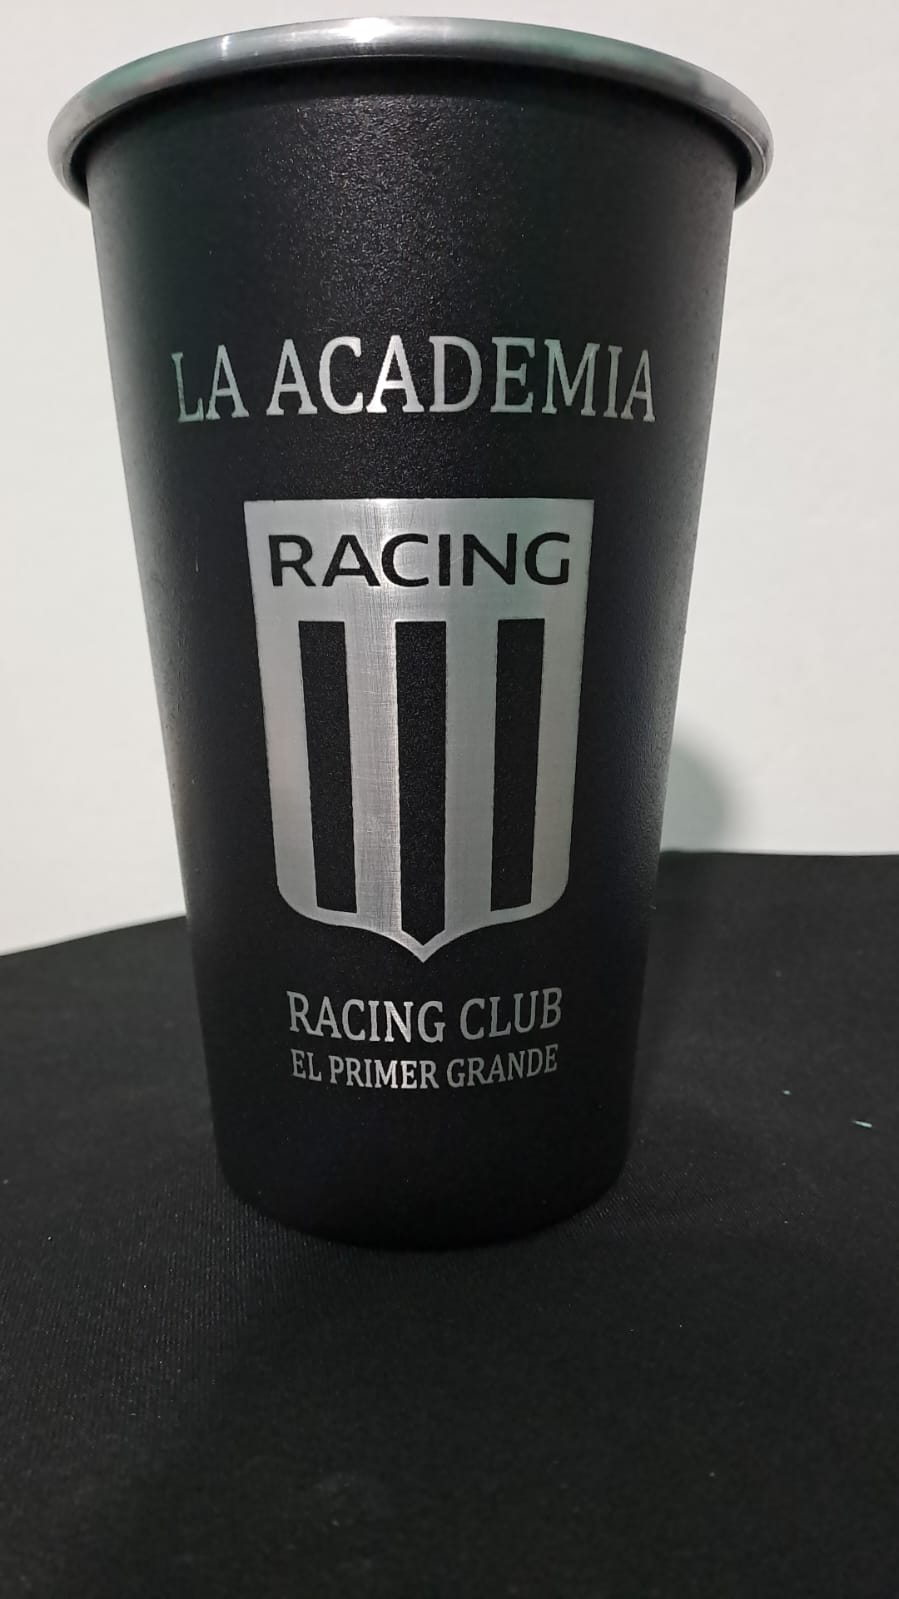 LA ACADEMIA
RACING
RACING CLUB
EL PRIMER GRANDE